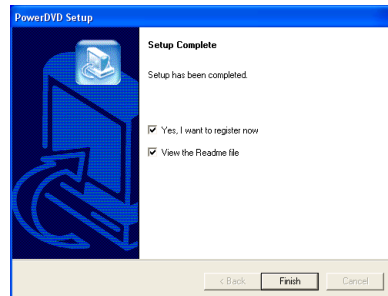 PowerDVD Setup
Setup Complete
Setup has been completed.
Yes, I want to register now
View the Readme file
< Back Finish Cancel